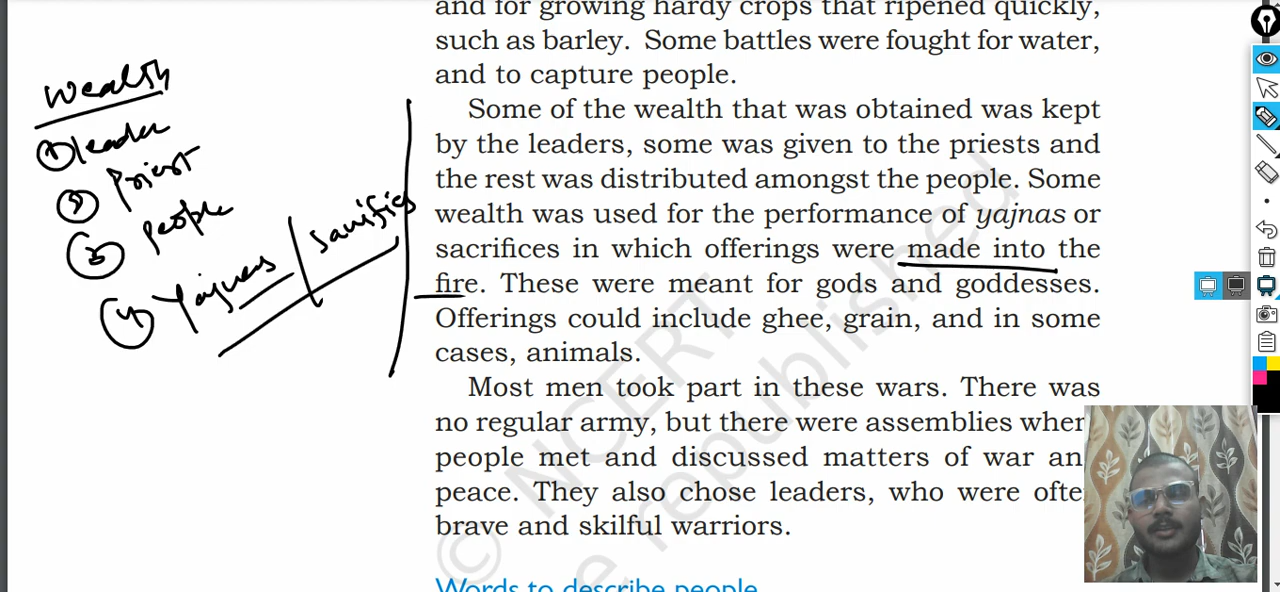 and for growing hardy crops that ripened quickly,
such as barley. Some battles were fought for water,
and to capture people.
Some of the wealth that was obtained was kept
by the leaders, some was given to the priests and
the rest was distributed amongst the people. Some
wealth was used for the performance of yajnas or
sacrifices in which offerings were made into the
fire. These were meant for gods and goddesses.
Offerings could include ghee, grain, and in some
cases, animals.
Most men took part in these wars. There was
no regular army, but there were assemblies wher
people met and discussed matters of war an
peace. They also chose leaders, who were ofte
brave and skilful warriors.
Words to describe people
Wealth
1 leader
2 Priest
3 People
4 Yajnas / Sacrifices
© NCERT
be republished